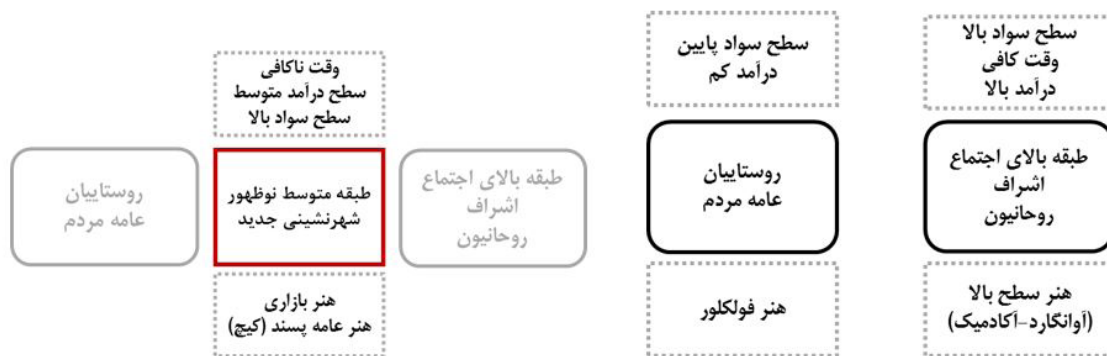 سطح سواد بالا
وقت کافی
درآمد بالا
طبقه بالای اجتماع
اشراف
روحانیون
هنر سطح بالا
(آوانگارد-آکادمیک)
سطح سواد پایین
درآمد کم
روستاییان
عامه مردم
هنر فولکلور
طبقه بالای اجتماع
اشراف
روحانیون
وقت ناکافی
سطح درآمد متوسط
سطح سواد بالا
طبقه متوسط نوظهور
شهرنشینی جدید
هنر بازاری
هنر عامه پسند (کیچ)
روستاییان
عامه مردم